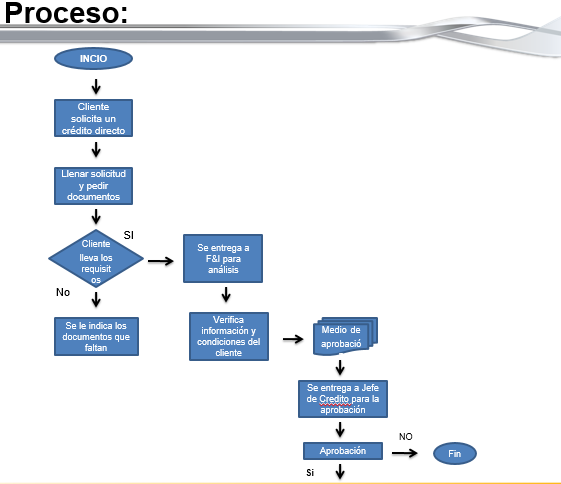 Proceso:
INCIO
Cliente
solicita un
crédito directo
Llenar solicitud
y pedir
documentos
SI
Cliente
lleva los
requisit
os
No
Se le indica los
documentos que
faltan
Se entrega a
F&I para
análisis
Verifica
información y
condiciones del
cliente
Medio de
aprobació
Se entrega a Jefe
de Credito para la
aprobación
Aprobación
NO
Fin
Si